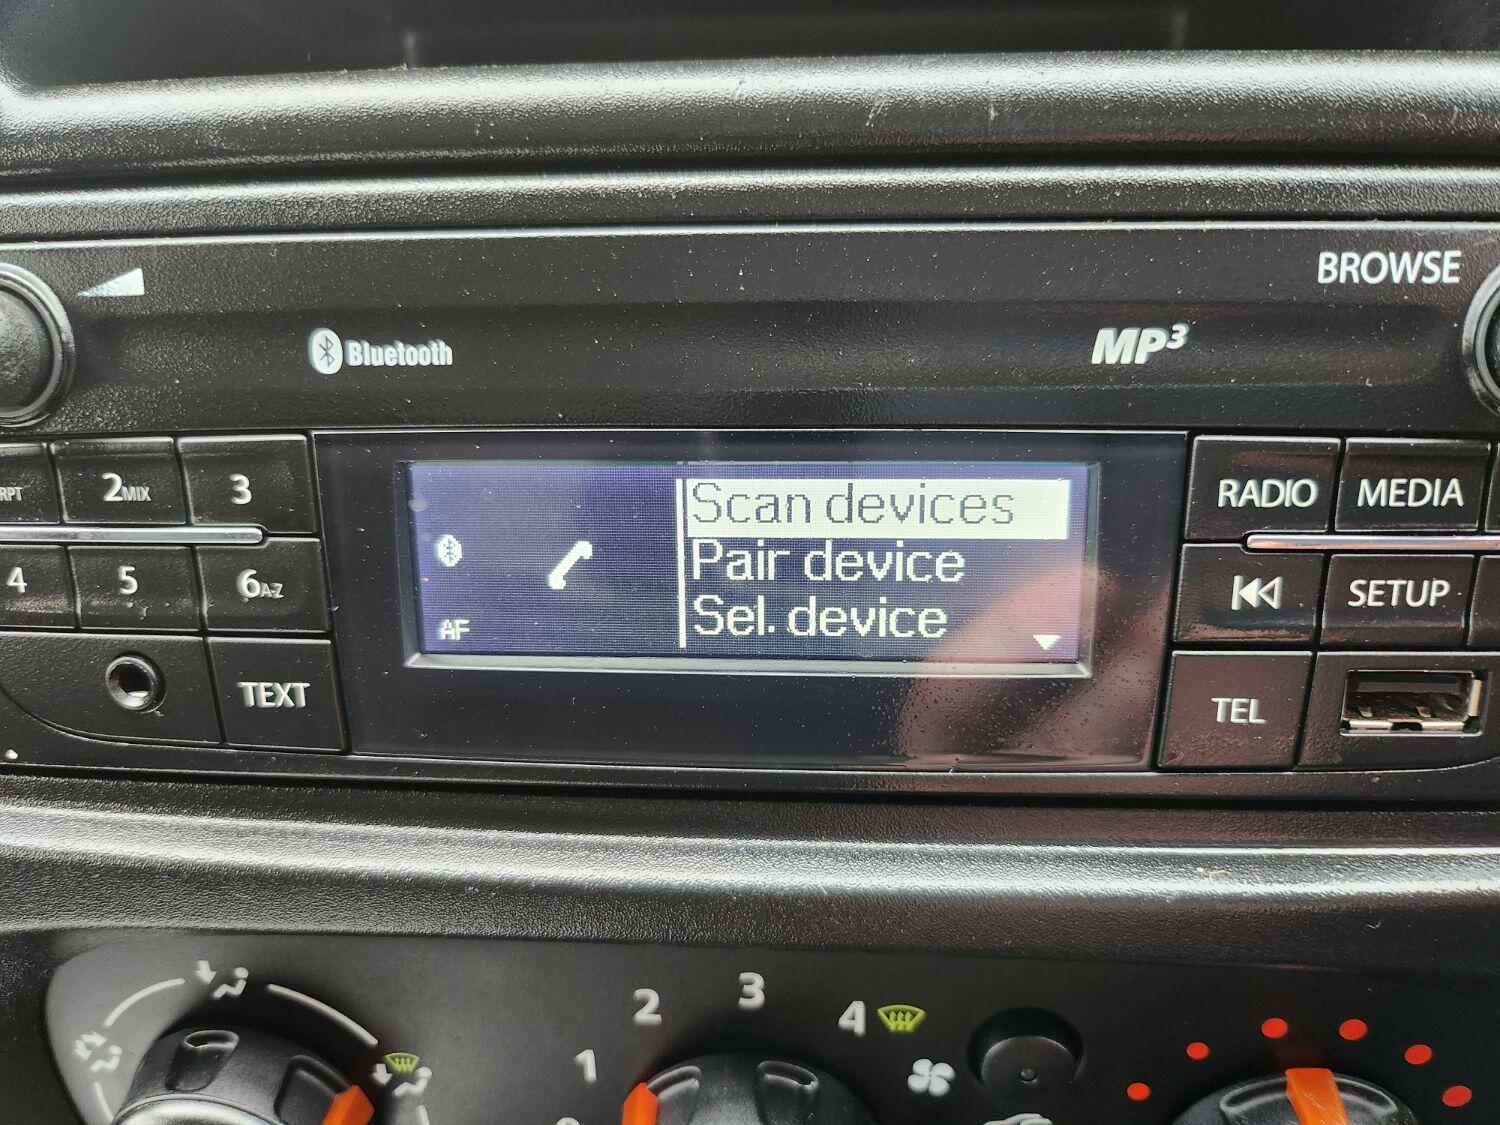 BROWSE
Bluetooth
MP3
RPT
2MIX
3
RADIO
MEDIA
Scan devices
Pair device
Sel. device
AF
4
5
6A-Z
SETUP
TEXT
TEL
1
2
3
4